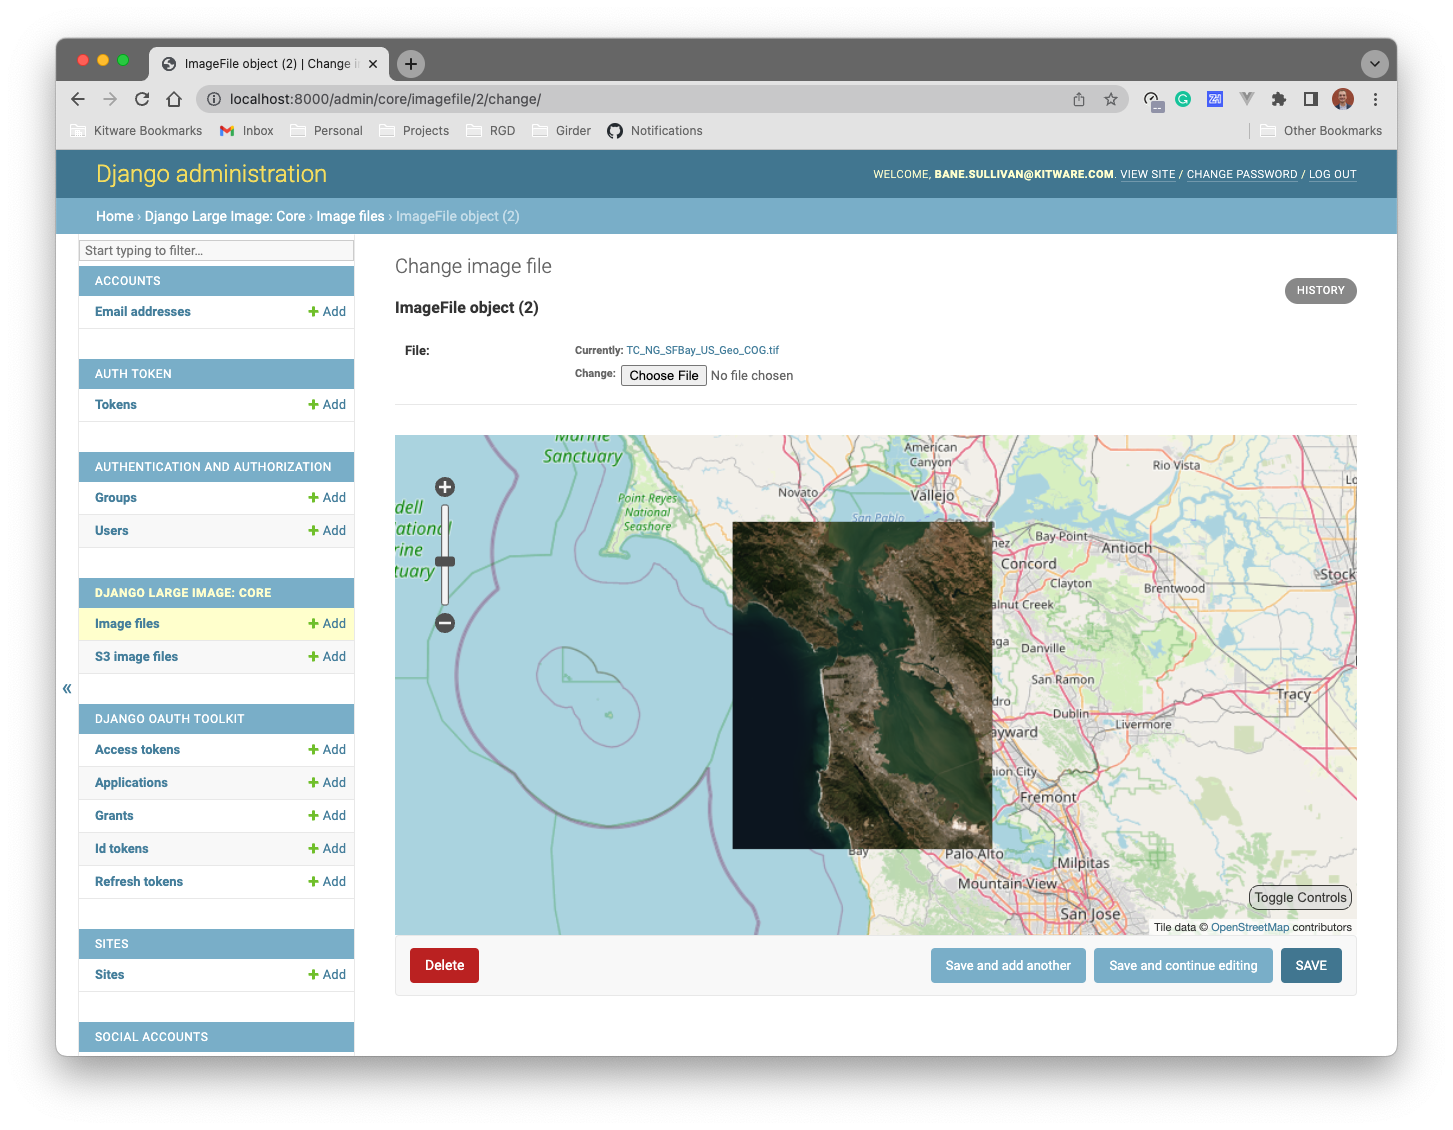 ImageFile object (2) | Change i
localhost:8000/admin/core/imagefile/2/change/
Kitware Bookmarks Inbox Personal Projects RGD Girder Notifications Other Bookmarks
Django administration
WELCOME, BANE.SULLIVAN@KITWARE.COM. VIEW SITE / CHANGE PASSWORD / LOG OUT
Home › Django Large Image: Core › Image files › ImageFile object (2)
Start typing to filter...
ACCOUNTS
Email addresses + Add
AUTH TOKEN
Tokens + Add
AUTHENTICATION AND AUTHORIZATION
Groups + Add
Users + Add
DJANGO LARGE IMAGE: CORE
Image files + Add
S3 image files + Add
«
DJANGO OAUTH TOOLKIT
Access tokens + Add
Applications + Add
Grants + Add
Id tokens + Add
Refresh tokens + Add
SITES
Sites + Add
SOCIAL ACCOUNTS
Change image file
HISTORY
ImageFile object (2)
File:
Currently: TC_NG_SFBay_US_Geo_COG.tif
Change: Choose File No file chosen
Marine
Sanctuary
Point Reyes
National
Seashore
dell
ationa
rine
tuary
Novato
American
Canyon
Vallejo
San Pablo
Rio Vista
Lo
nez
Bay Point
Antioch
Concord
Clayton
Brentwood
Stock
alnut Creek
aga
Danville
San Ramon
dro
Dublin
Livermore
Tracy
ayward
nion City
Fremont
Bay
Palo Alto
Milpitas
Mountain View
San Jose
Toggle Controls
Tile data © OpenStreetMap contributors
Delete
Save and add another
Save and continue editing
SAVE